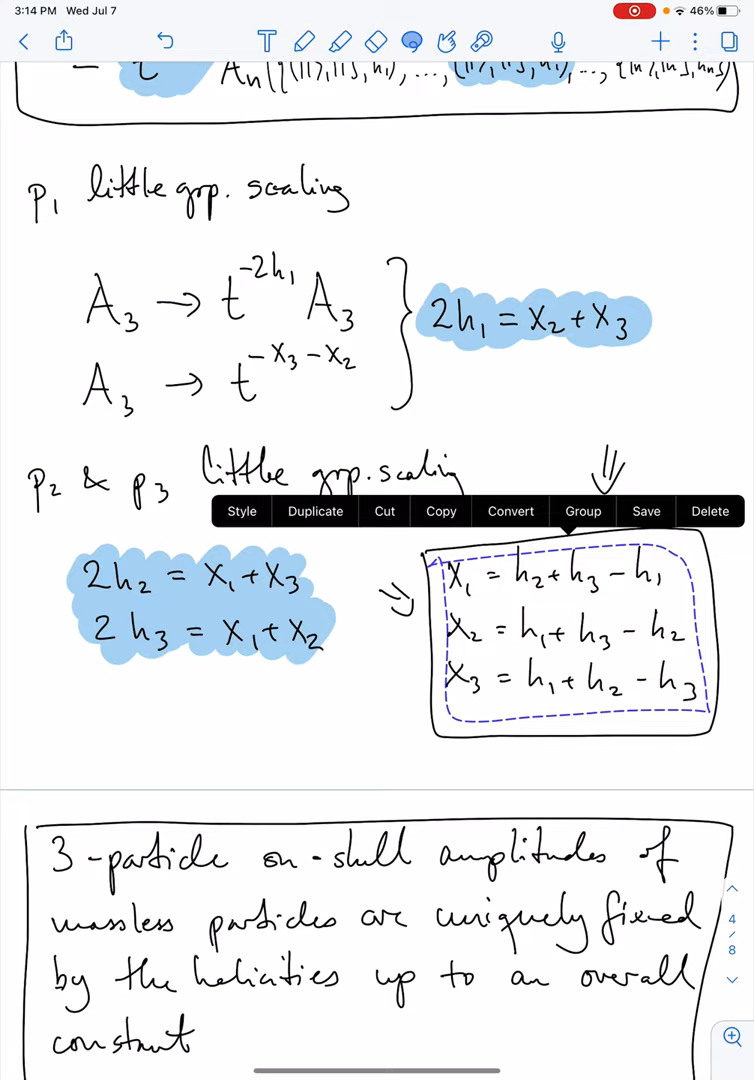 3:14 PM Wed Jul 7
46%
p₁ little grp. scaling
A₃ → t^{-2h₁} A₃
2h₁ = x₂ + x₃
A₃ → t^{-x₃-x₂}
p₂ & p₃ little grp. scaling
⇓
Style Duplicate Cut Copy Convert Group Save Delete
2h₂ = x₁ + x₃
2h₃ = x₁ + x₂
⇒
x₁ = h₂ + h₃ - h₁
x₂ = h₁ + h₃ - h₂
x₃ = h₁ + h₂ - h₃
3-particle on-shell amplitudes of
massless particles are uniquely fixed
by the helicities up to an overall
constant
4
/
8